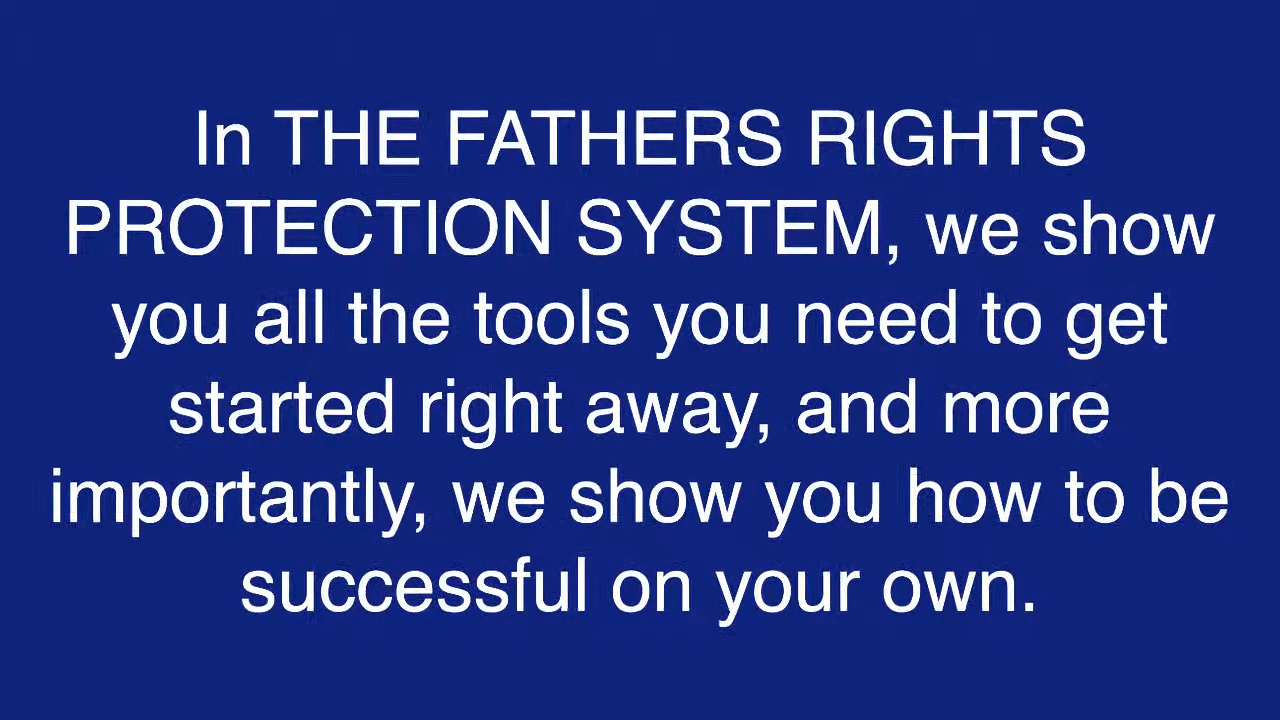 In THE FATHERS RIGHTS
PROTECTION SYSTEM, we show
you all the tools you need to get
started right away, and more
importantly, we show you how to be
successful on your own.